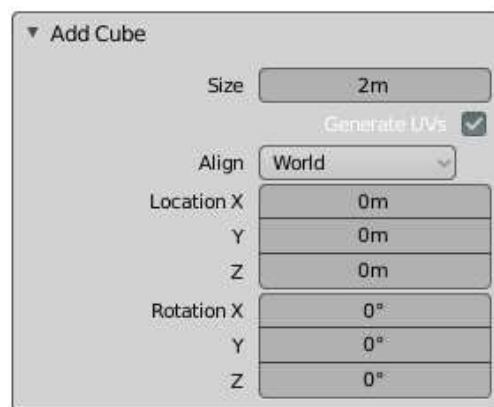 Add Cube
Size 2m
Generate UVs
Align World
Location X 0m
Y 0m
Z 0m
Rotation X 0°
Y 0°
Z 0°